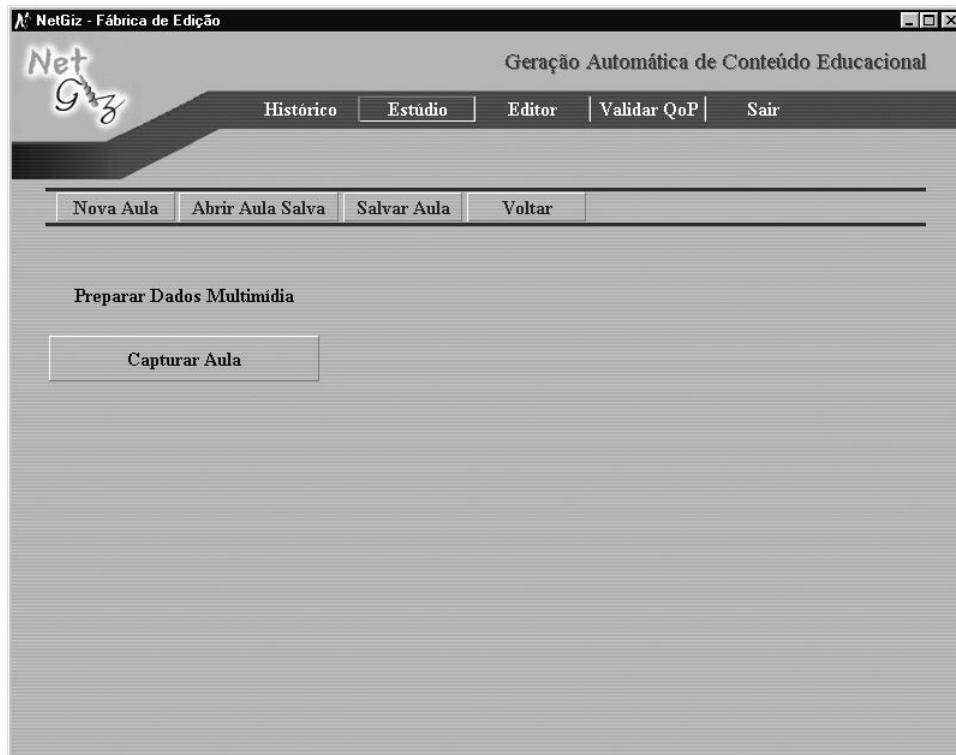 NetGiz - Fábrica de Edição
Net Giz
Geração Automática de Conteúdo Educacional
Histórico Estúdio Editor Validar QoP Sair
Nova Aula Abrir Aula Salva Salvar Aula Voltar
Preparar Dados Multimídia
Capturar Aula